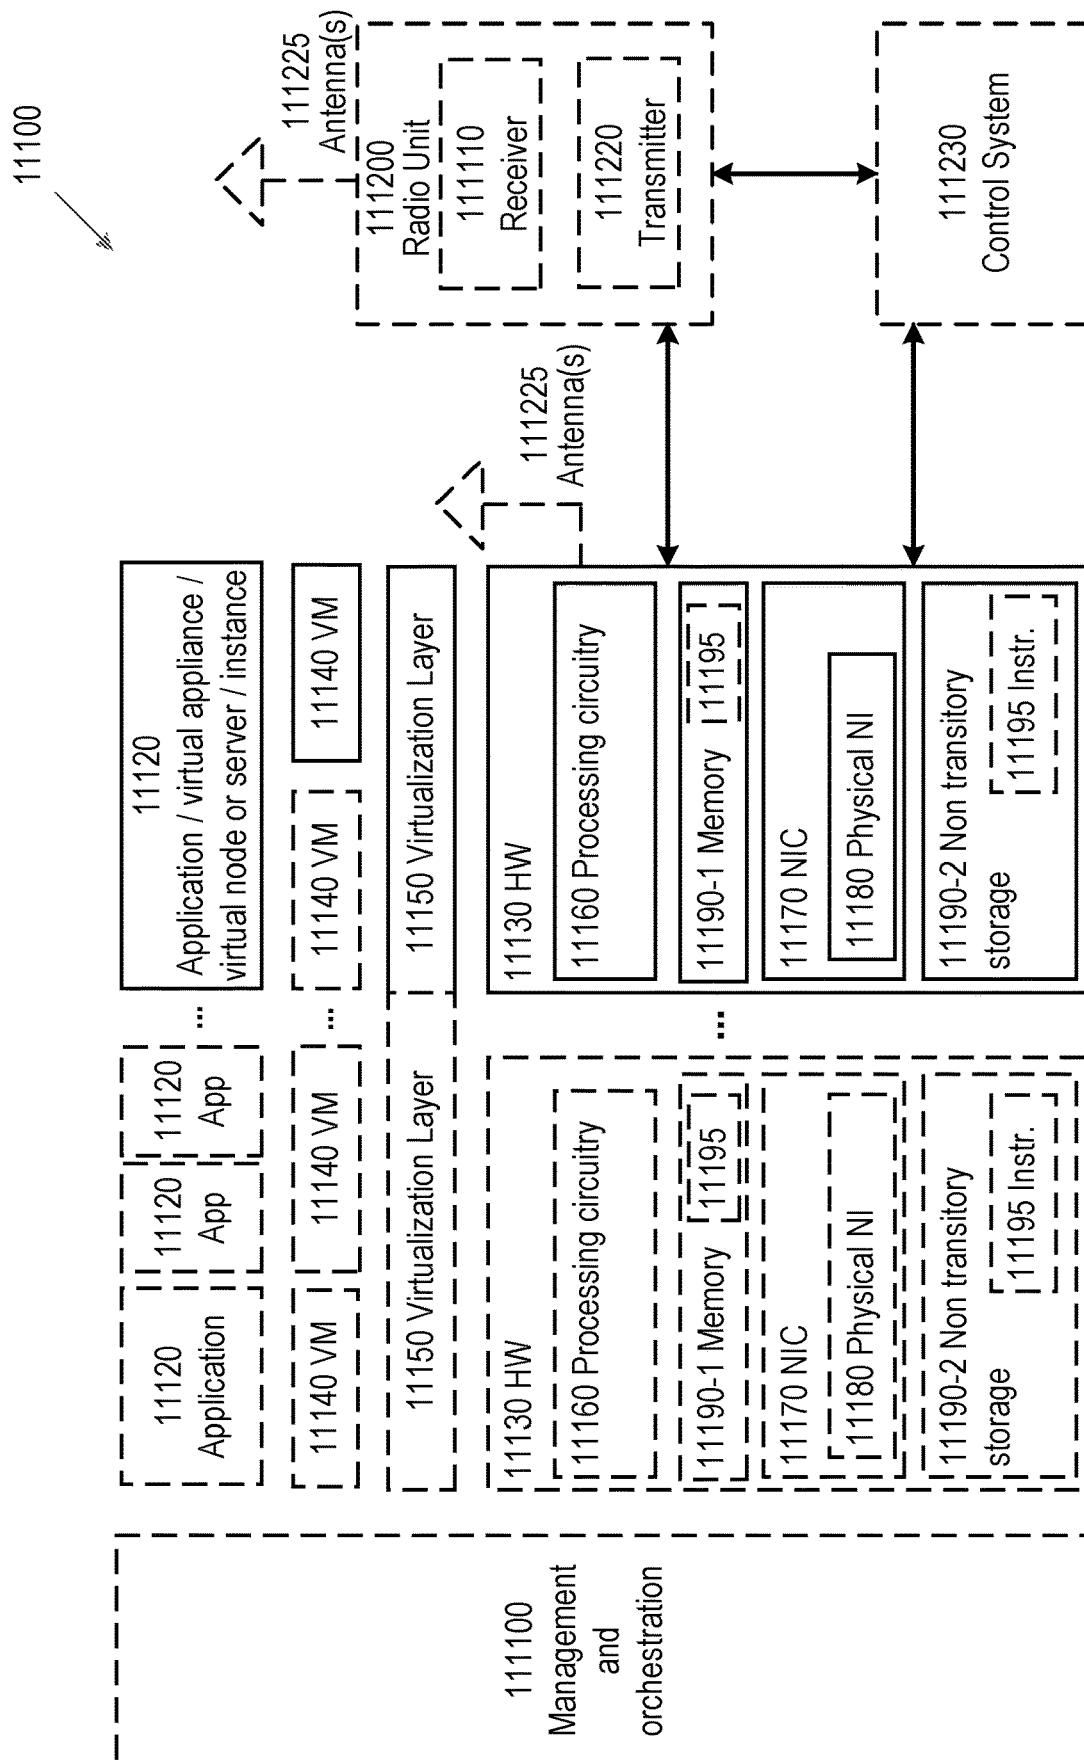 11100
111100
Management
and
orchestration
11120
Application
11120
App
11120
App
...
11120
Application / virtual appliance /
virtual node or server / instance
11140 VM
11140 VM
...
11140 VM
11140 VM
11150 Virtualization Layer
11150 Virtualization Layer
11130 HW
11160 Processing circuitry
11190-1 Memory
11195
11170 NIC
11180 Physical NI
11190-2 Non transitory
storage
11195 Instr.
...
11130 HW
11160 Processing circuitry
11190-1 Memory
11195
11170 NIC
11180 Physical NI
11190-2 Non transitory
storage
11195 Instr.
111225
Antenna(s)
111225
Antenna(s)
111200
Radio Unit
111110
Receiver
111220
Transmitter
111230
Control System